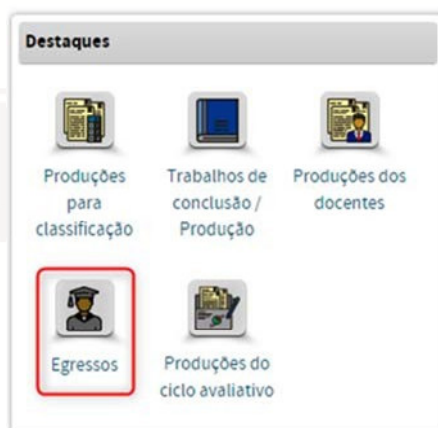 Destaques
Produções
para
classificação
Trabalhos de
conclusão /
Produção
Produções dos
docentes
Egressos
Produções do
ciclo avaliativo